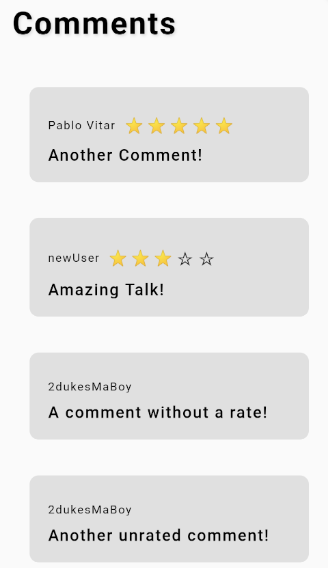 Comments
Pablo Vitar ⭐⭐⭐⭐⭐
Another Comment!
newUser ⭐⭐⭐☆☆
Amazing Talk!
2dukesMaBoy
A comment without a rate!
2dukesMaBoy
Another unrated comment!